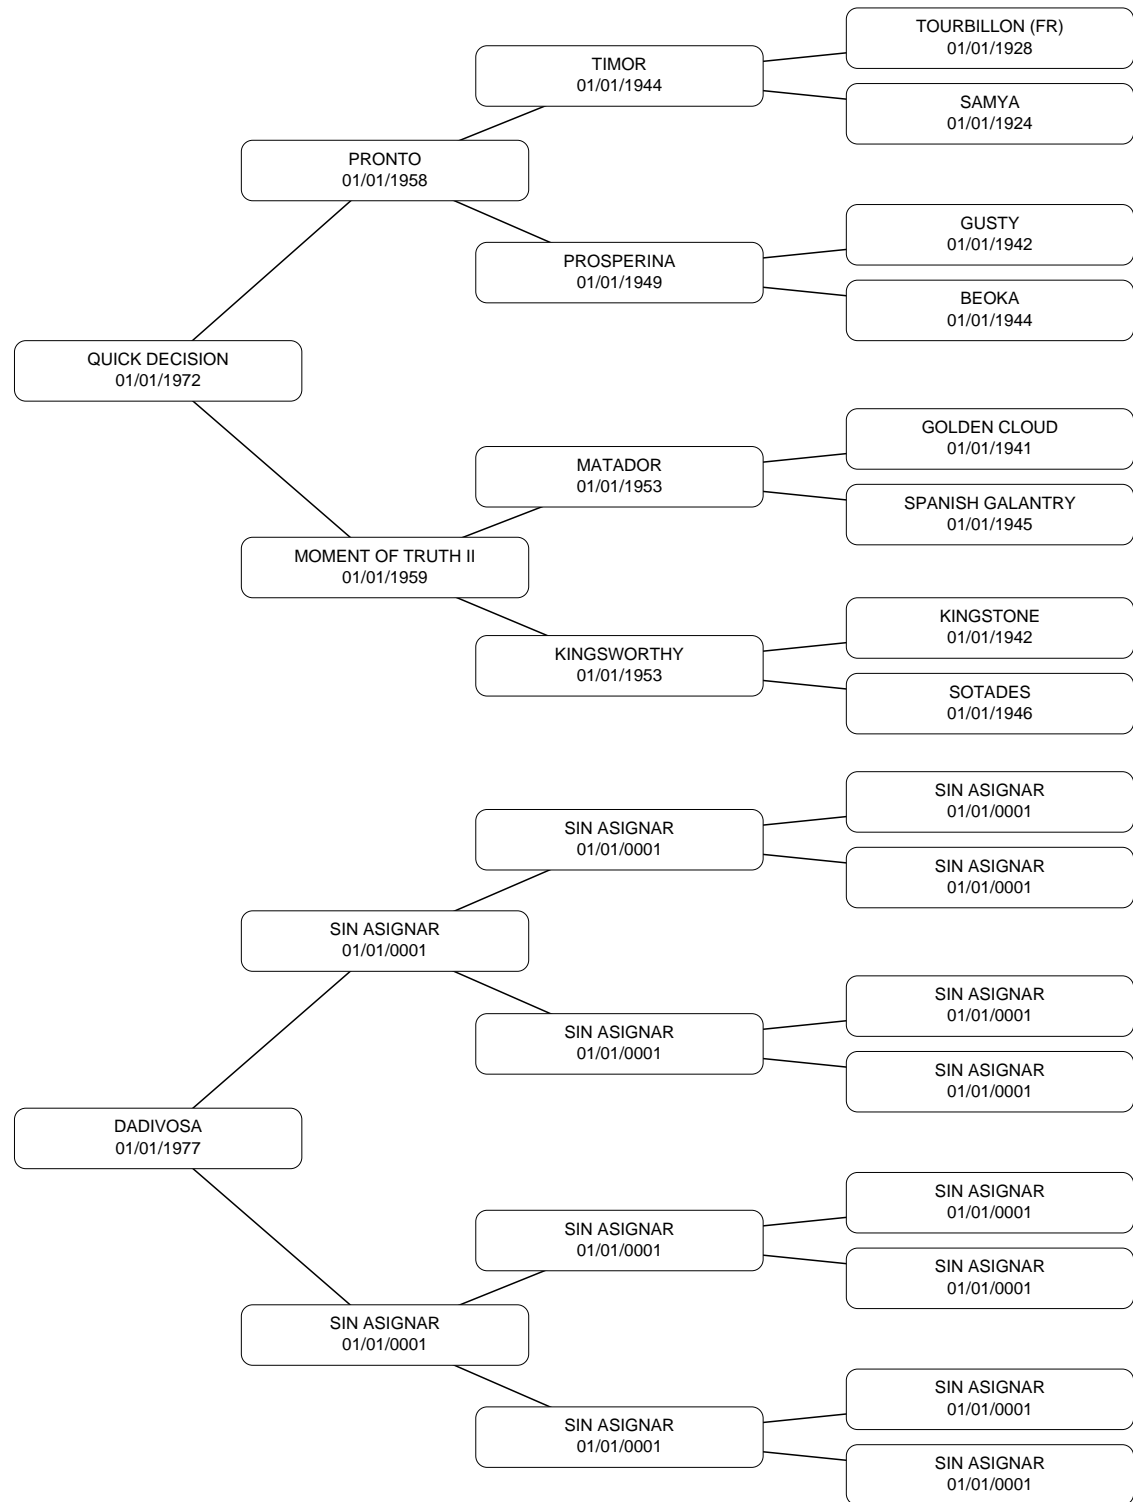 TOURBILLON (FR)
01/01/1928
TIMOR
01/01/1944
SAMYA
01/01/1924
PRONTO
01/01/1958
GUSTY
01/01/1942
PROSPERINA
01/01/1949
BEOKA
01/01/1944
QUICK DECISION
01/01/1972
GOLDEN CLOUD
01/01/1941
MATADOR
01/01/1953
SPANISH GALANTRY
01/01/1945
MOMENT OF TRUTH II
01/01/1959
KINGSTONE
01/01/1942
KINGSWORTHY
01/01/1953
SOTADES
01/01/1946
SIN ASIGNAR
01/01/0001
SIN ASIGNAR
01/01/0001
SIN ASIGNAR
01/01/0001
SIN ASIGNAR
01/01/0001
SIN ASIGNAR
01/01/0001
SIN ASIGNAR
01/01/0001
SIN ASIGNAR
01/01/0001
DADIVOSA
01/01/1977
SIN ASIGNAR
01/01/0001
SIN ASIGNAR
01/01/0001
SIN ASIGNAR
01/01/0001
SIN ASIGNAR
01/01/0001
SIN ASIGNAR
01/01/0001
SIN ASIGNAR
01/01/0001
SIN ASIGNAR
01/01/0001